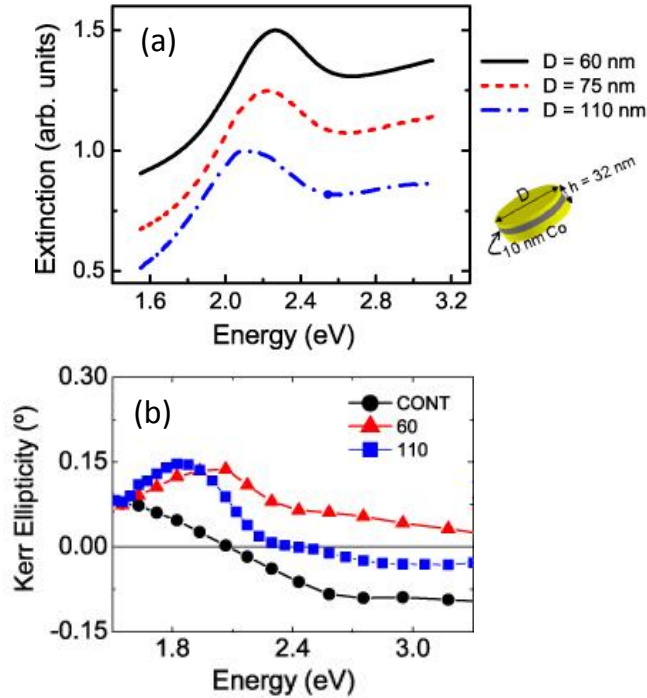 (a)
Extinction (arb. units)
1.5
1.0
0.5
1.6 2.0 2.4 2.8 3.2
Energy (eV)
D = 60 nm
D = 75 nm
D = 110 nm
D
h = 32 nm
10 nm Co
(b)
Kerr Ellipticity (º)
0.30
0.15
0.00
-0.15
CONT
60
110
1.8 2.4 3.0
Energy (eV)